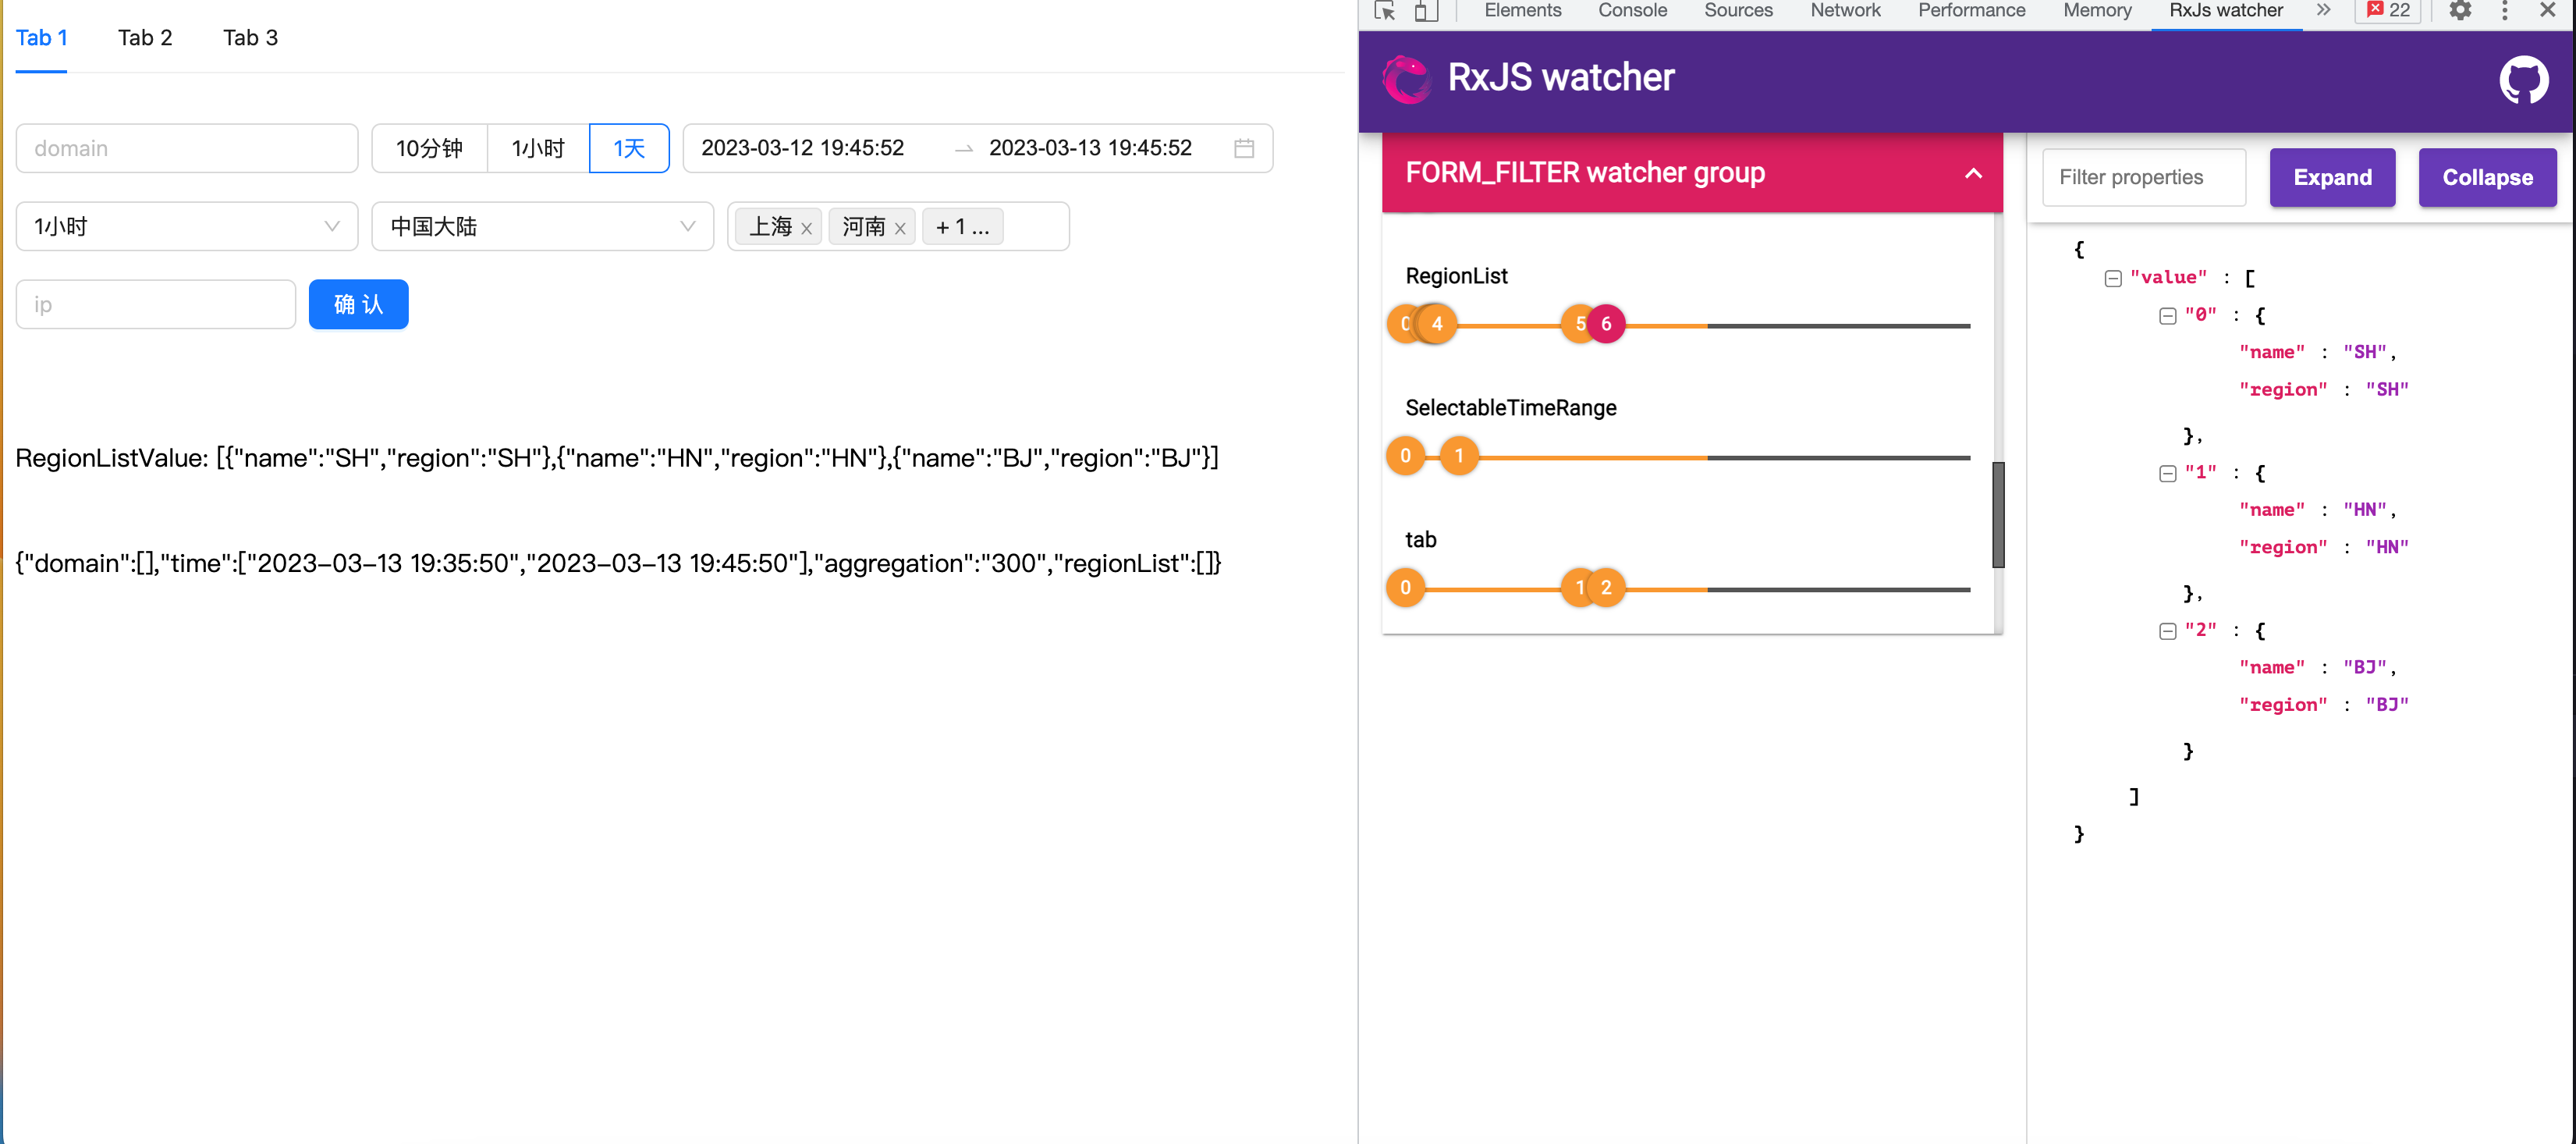 Tab 1 Tab 2 Tab 3
domain 10分钟 1小时 1天 2023-03-12 19:45:52 2023-03-13 19:45:52
1小时 中国大陆 上海 河南 + 1 ...
ip 确 认
RegionListValue: [{"name":"SH","region":"SH"},{"name":"HN","region":"HN"},{"name":"BJ","region":"BJ"}]
{"domain":[],"time":["2023-03-13 19:35:50","2023-03-13 19:45:50"],"aggregation":"300","regionList":[]}
Elements Console Sources Network Performance Memory RxJs watcher 22
RxJS watcher
FORM_FILTER watcher group
RegionList
0 4 5 6
SelectableTimeRange
0 1
tab
0 1 2
Filter properties Expand Collapse
{
"value" : [
"0" : {
"name" : "SH",
"region" : "SH"
},
"1" : {
"name" : "HN",
"region" : "HN"
},
"2" : {
"name" : "BJ",
"region" : "BJ"
}
]
}